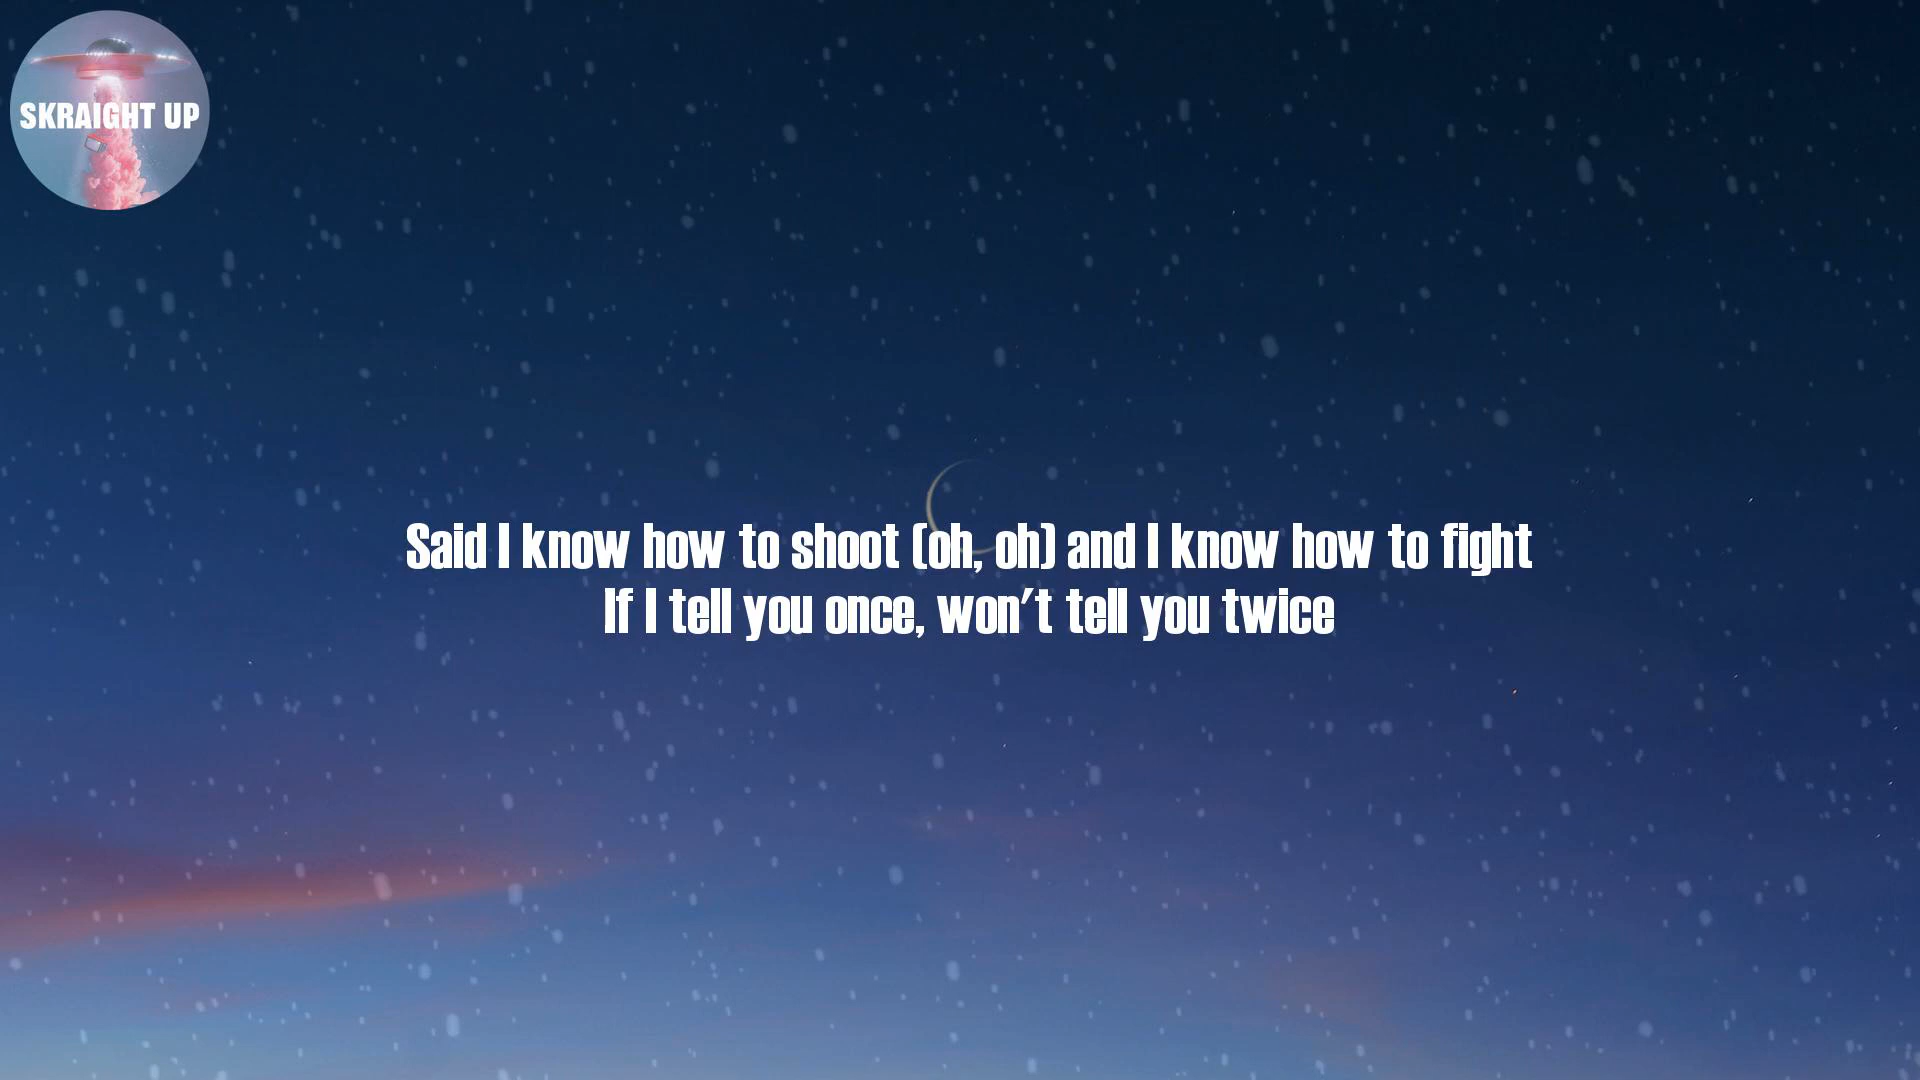 SKRAIGHT UP
Said I know how to shoot (oh, oh) and I know how to fight
If I tell you once, won't tell you twice